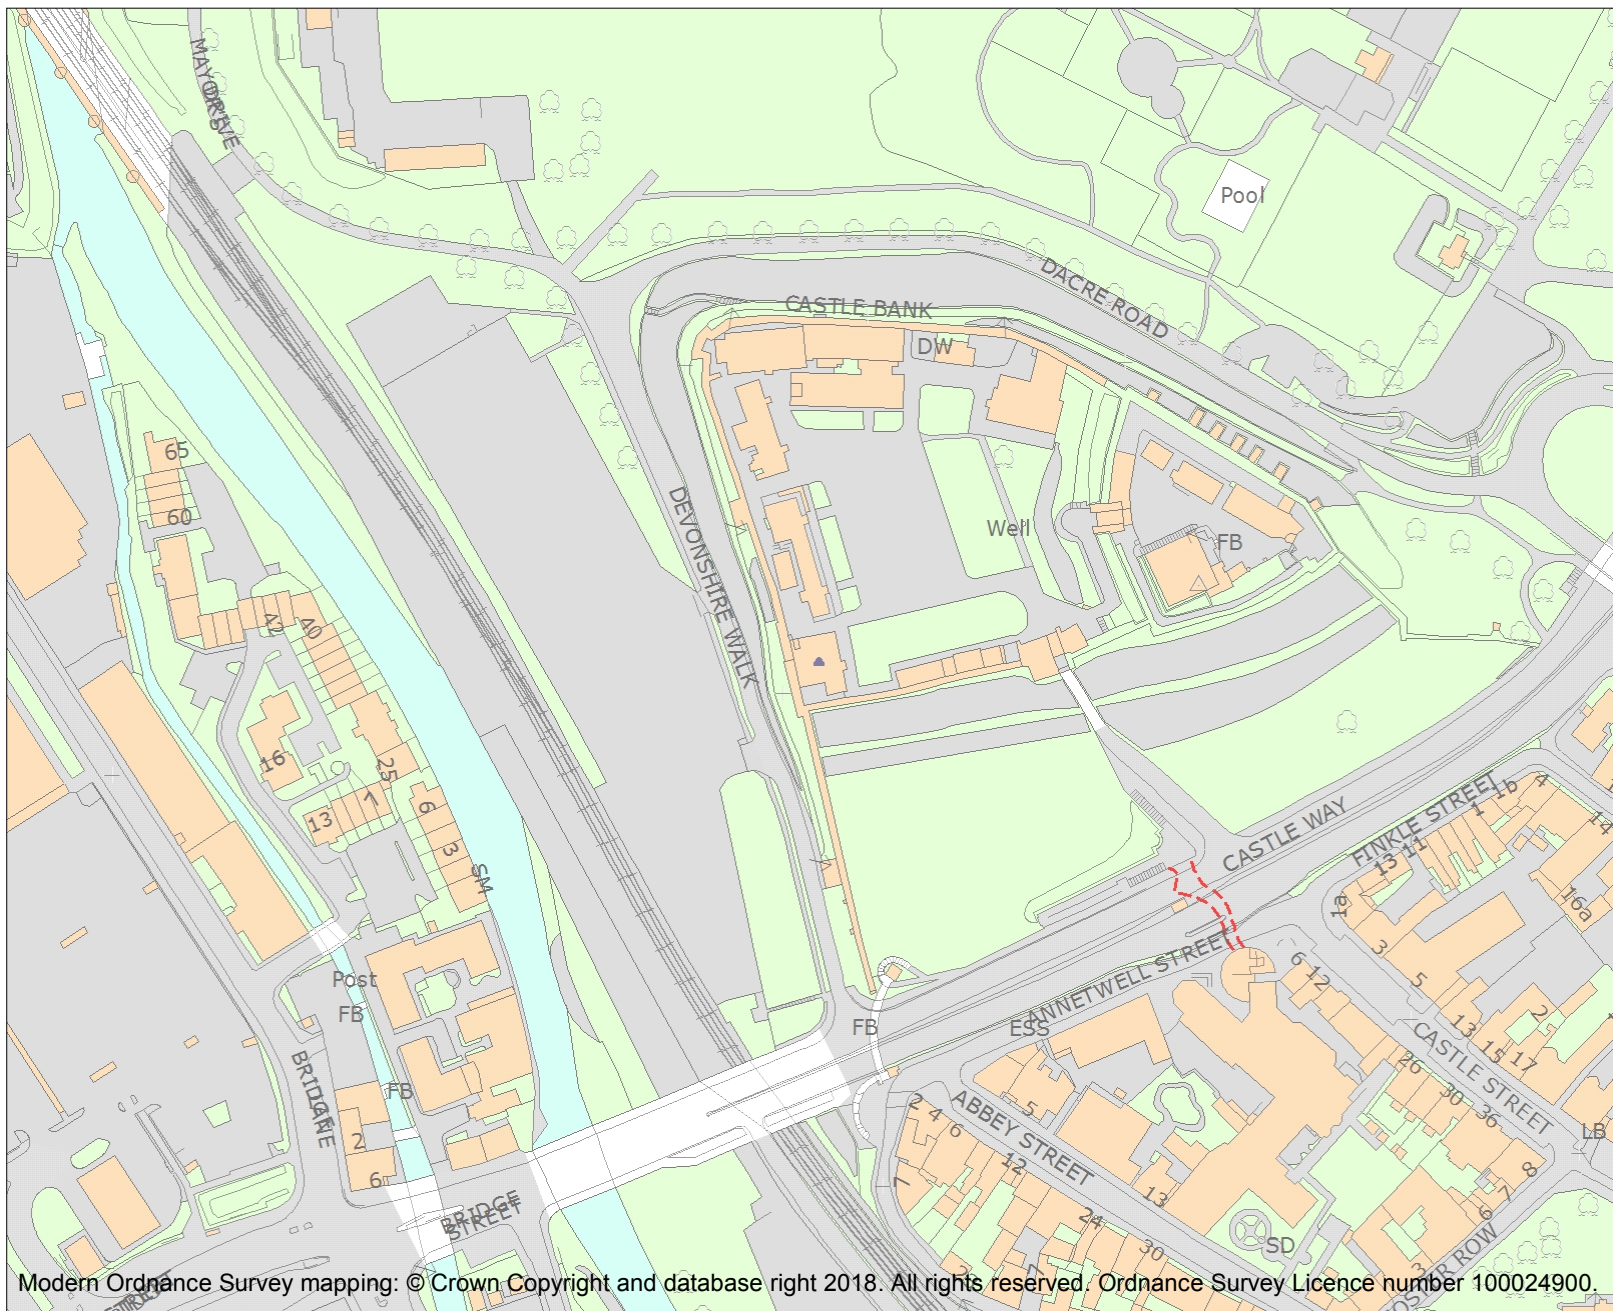 MAYOR'S
DRIVE
Pool
DACRE ROAD
CASTLE BANK
DW
65
60
DEVONSHIRE WALK
Well
FB
42
40
16
25
13
7
6
3
SM
CASTLE WAY
FINKLE STREET
1b
4
1
14
13
11
16a
1a
3
5
Post
FB
FB
ESS
ANNETWELL STREET
6
12
2
13
15
17
CASTLE STREET
26
30
36
LB
BRIDGE
LANE
FB
2
6
2
4
6
5
ABBEY STREET
12
7
13
24
30
8
7
6
SD
3
BRIDGE
STREET
STREET
Modern Ordnance Survey mapping: © Crown Copyright and database right 2018. All rights reserved. Ordnance Survey Licence number 100024900.